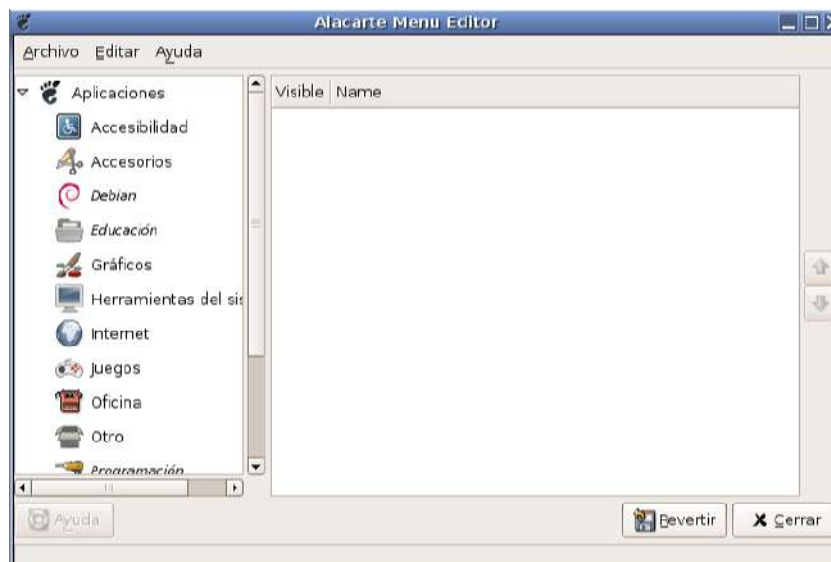 Alacarte Menu Editor
Archivo Editar Ayuda
Aplicaciones
Accesibilidad
Accesorios
Debian
Educación
Gráficos
Herramientas del sis
Internet
Juegos
Oficina
Otro
Programación
Visible Name
Ayuda
Revertir
Cerrar